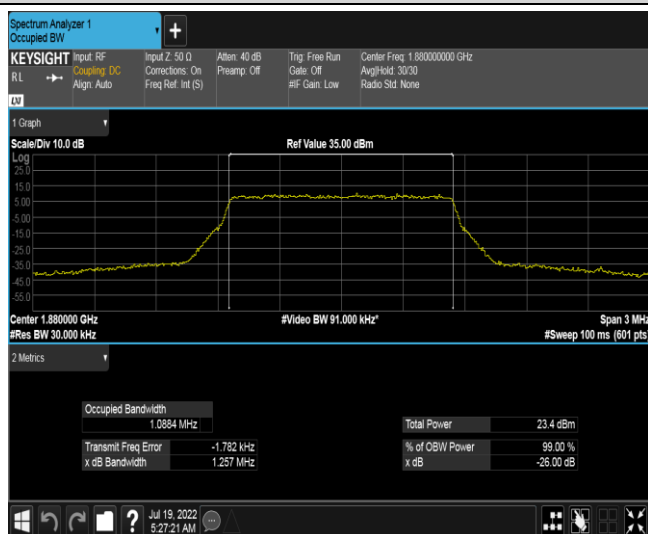 Spectrum Analyzer 1
Occupied BW
+
KEYSIGHT
RL
LXI
Input: RF
Coupling: DC
Align: Auto
Input Z: 50 Ω
Corrections: On
Freq Ref: Int (S)
Atten: 40 dB
Preamp: Off
Trig: Free Run
Gate: Off
#IF Gain: Low
Center Freq: 1.880000000 GHz
Avg|Hold: 30/30
Radio Std: None
1 Graph
Scale/Div 10.0 dB
Ref Value 35.00 dBm
Log
25.0
15.0
5.00
-5.00
-15.0
-25.0
-35.0
-45.0
-55.0
Center 1.880000 GHz
#Video BW 91.000 kHz*
Span 3 MHz
#Res BW 30.000 kHz
#Sweep 100 ms (601 pts)
2 Metrics
Occupied Bandwidth
1.0884 MHz
Total Power 23.4 dBm
Transmit Freq Error -1.782 kHz
% of OBW Power 99.00 %
x dB Bandwidth 1.257 MHz
x dB -26.00 dB
?
Jul 19, 2022
5:27:21 AM